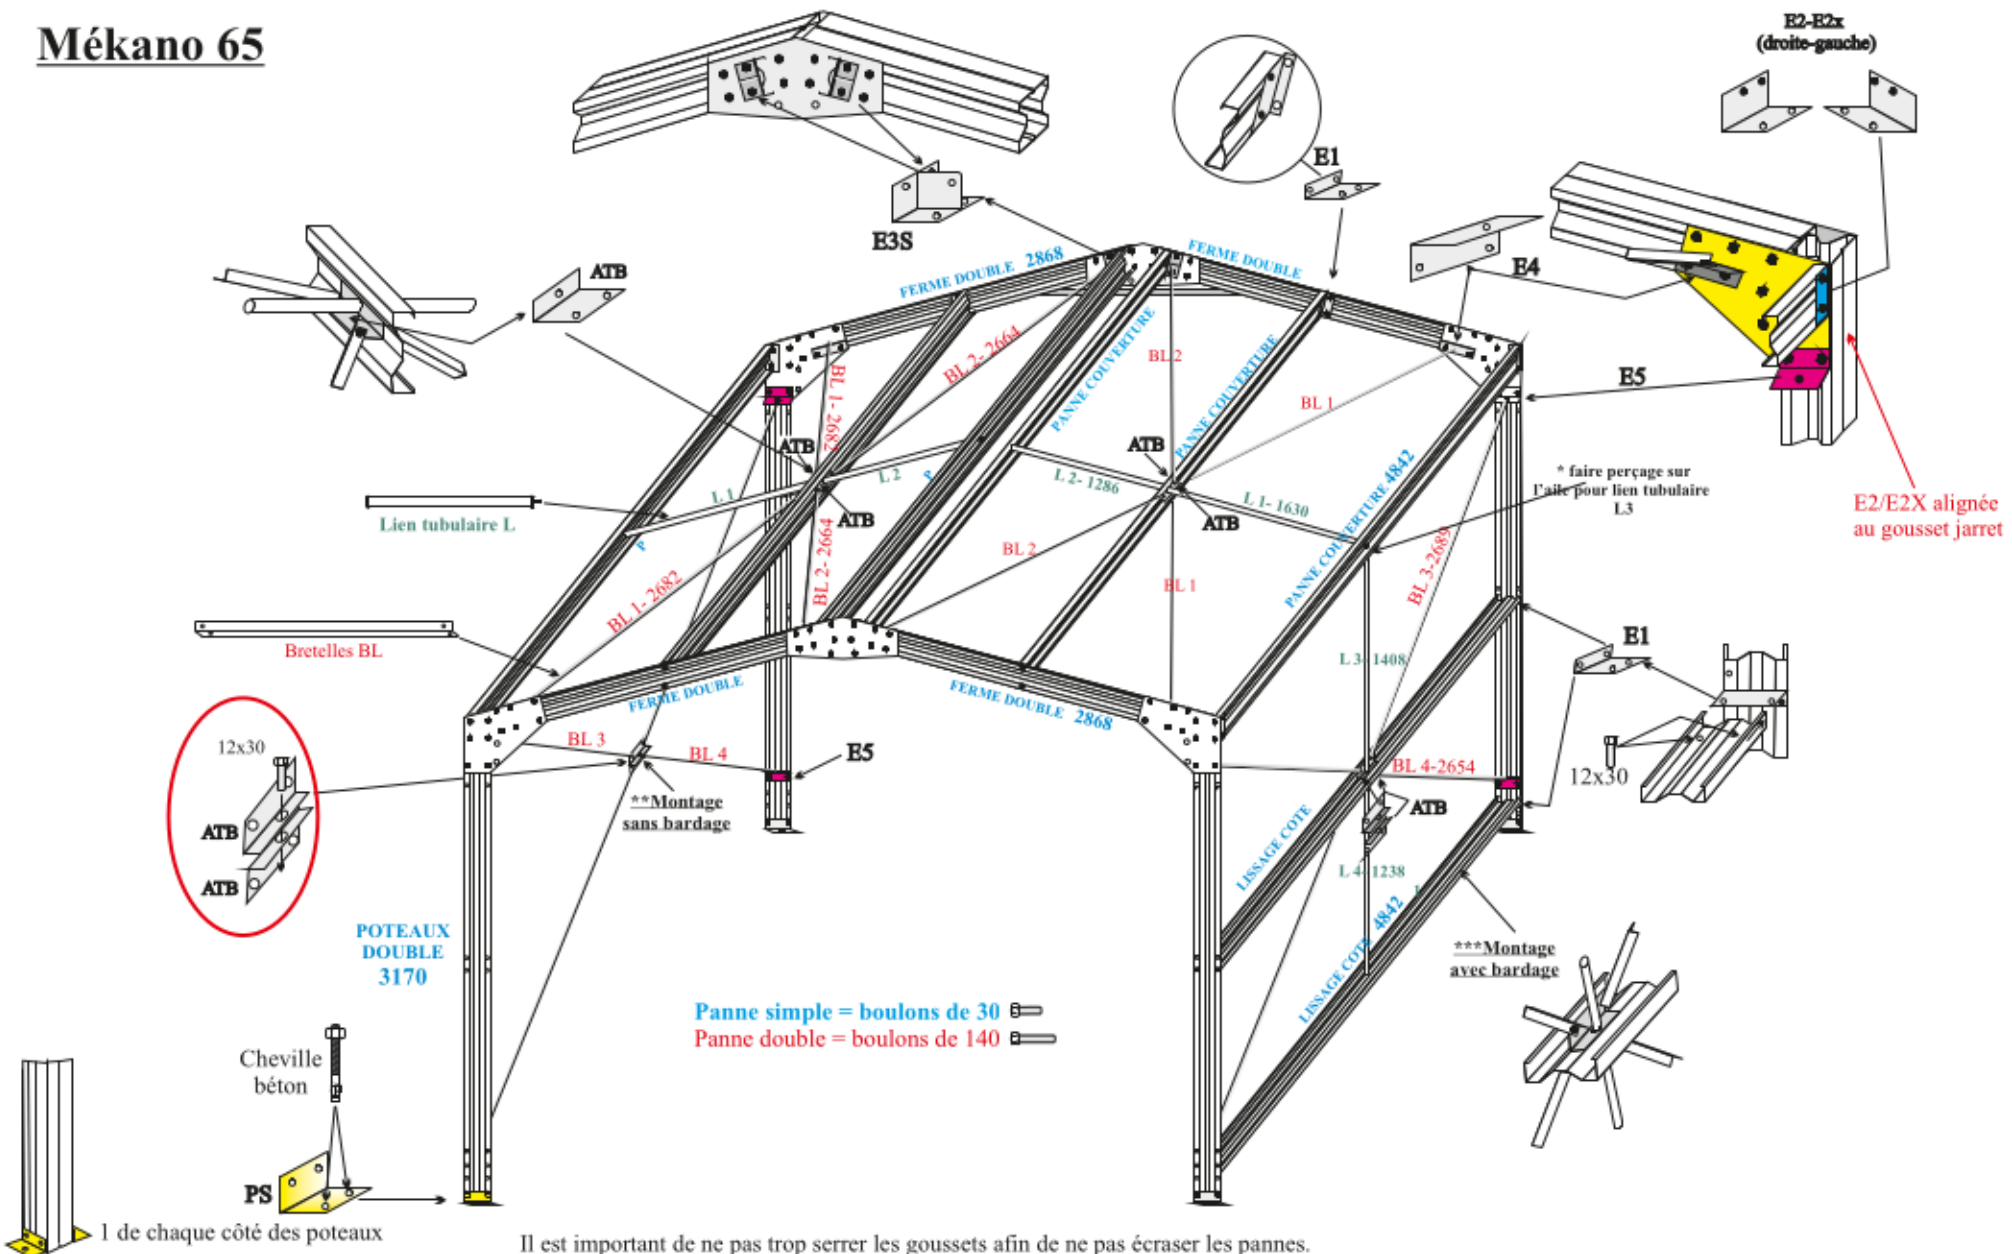 Mékano 65
E2-E2x
(droite-gauche)
E1
E3S
ATB
E4
FERME DOUBLE 2868
FERME DOUBLE
E5
PANNE COUVERTURE
PANNE COUVERTURE
PANNE COUVERTURE 4842
BL 2
BL 1
BL 2- 2664
BL 1- 2682
ATB
ATB
L 1
L 2
P
P
L 2- 1286
L 1- 1630
ATB
ATB
* faire perçage sur
l'aile pour lien tubulaire
L3
E2/E2X alignée
au gousset jarret
Lien tubulaire L
BL 2- 2664
BL 1- 2682
BL 2
BL 1
BL 3-2689
Bretelles BL
L 3- 1408
E1
FERME DOUBLE
FERME DOUBLE 2868
12x30
ATB
ATB
BL 3
BL 4
E5
**Montage
sans bardage
BL 4-2654
ATB
12x30
LISSAGE COTE
L 4- 1238
LISSAGE COTE 4842
***Montage
avec bardage
POTEAUX
DOUBLE
3170
Panne simple = boulons de 30
Panne double = boulons de 140
Cheville
béton
PS
1 de chaque côté des poteaux
Il est important de ne pas trop serrer les goussets afin de ne pas écraser les pannes.